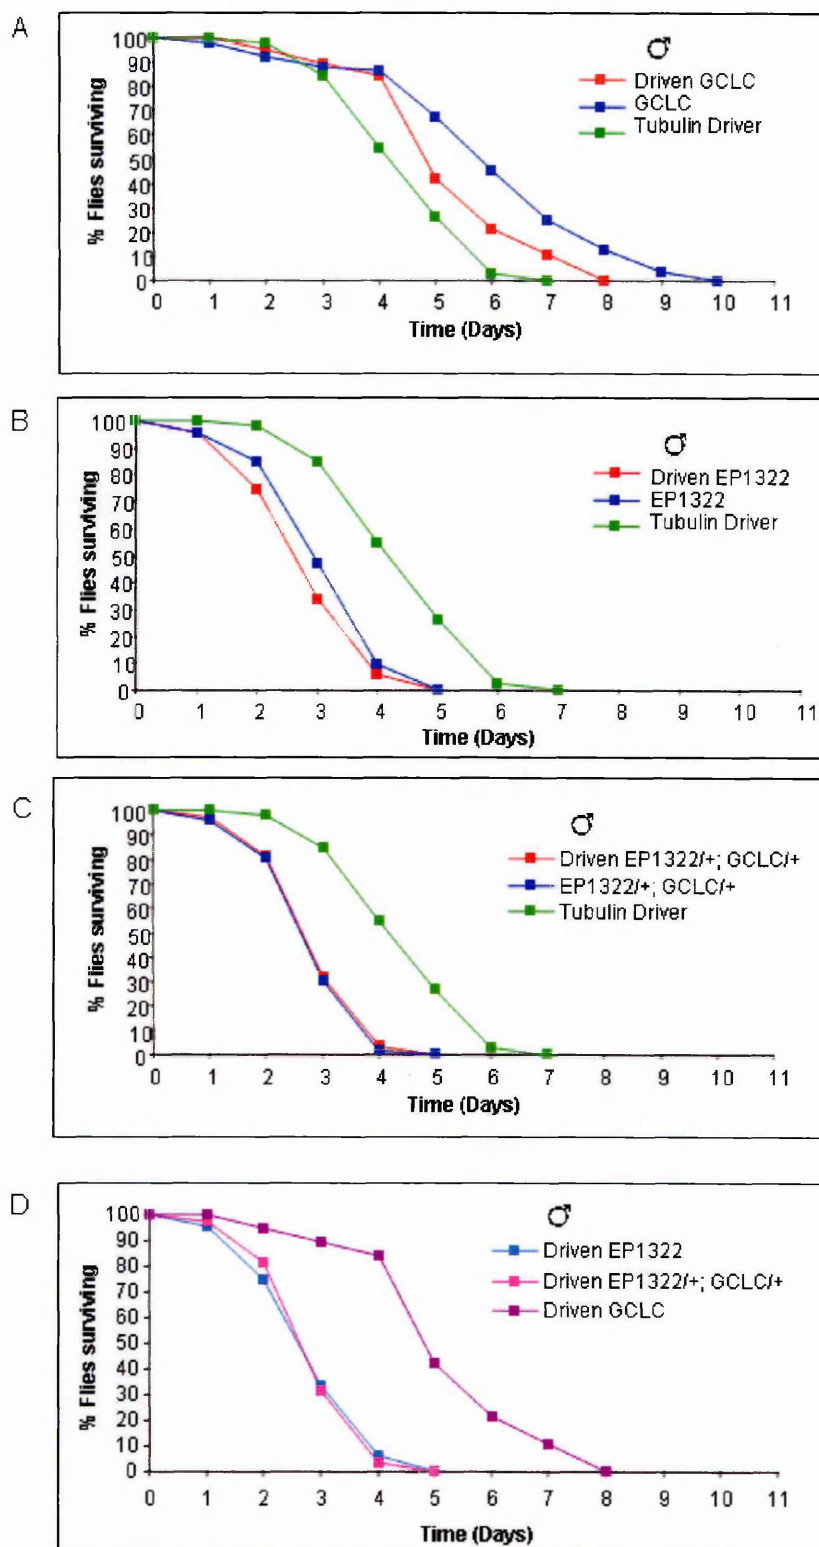 A
♂
Driven GCLC
GCLC
Tubulin Driver
% Flies surviving
100
90
80
70
60
50
40
30
20
10
0
0 1 2 3 4 5 6 7 8 9 10 11
Time (Days)
B
♂
Driven EP1322
EP1322
Tubulin Driver
% Flies surviving
100
90
80
70
60
50
40
30
20
10
0
0 1 2 3 4 5 6 7 8 9 10 11
Time (Days)
C
♂
Driven EP1322/+; GCLC/+
EP1322/+; GCLC/+
Tubulin Driver
% Flies surviving
100
90
80
70
60
50
40
30
20
10
0
0 1 2 3 4 5 6 7 8 9 10 11
Time (Days)
D
♂
Driven EP1322
Driven EP1322/+; GCLC/+
Driven GCLC
% Flies surviving
100
90
80
70
60
50
40
30
20
10
0
0 1 2 3 4 5 6 7 8 9 10 11
Time (Days)